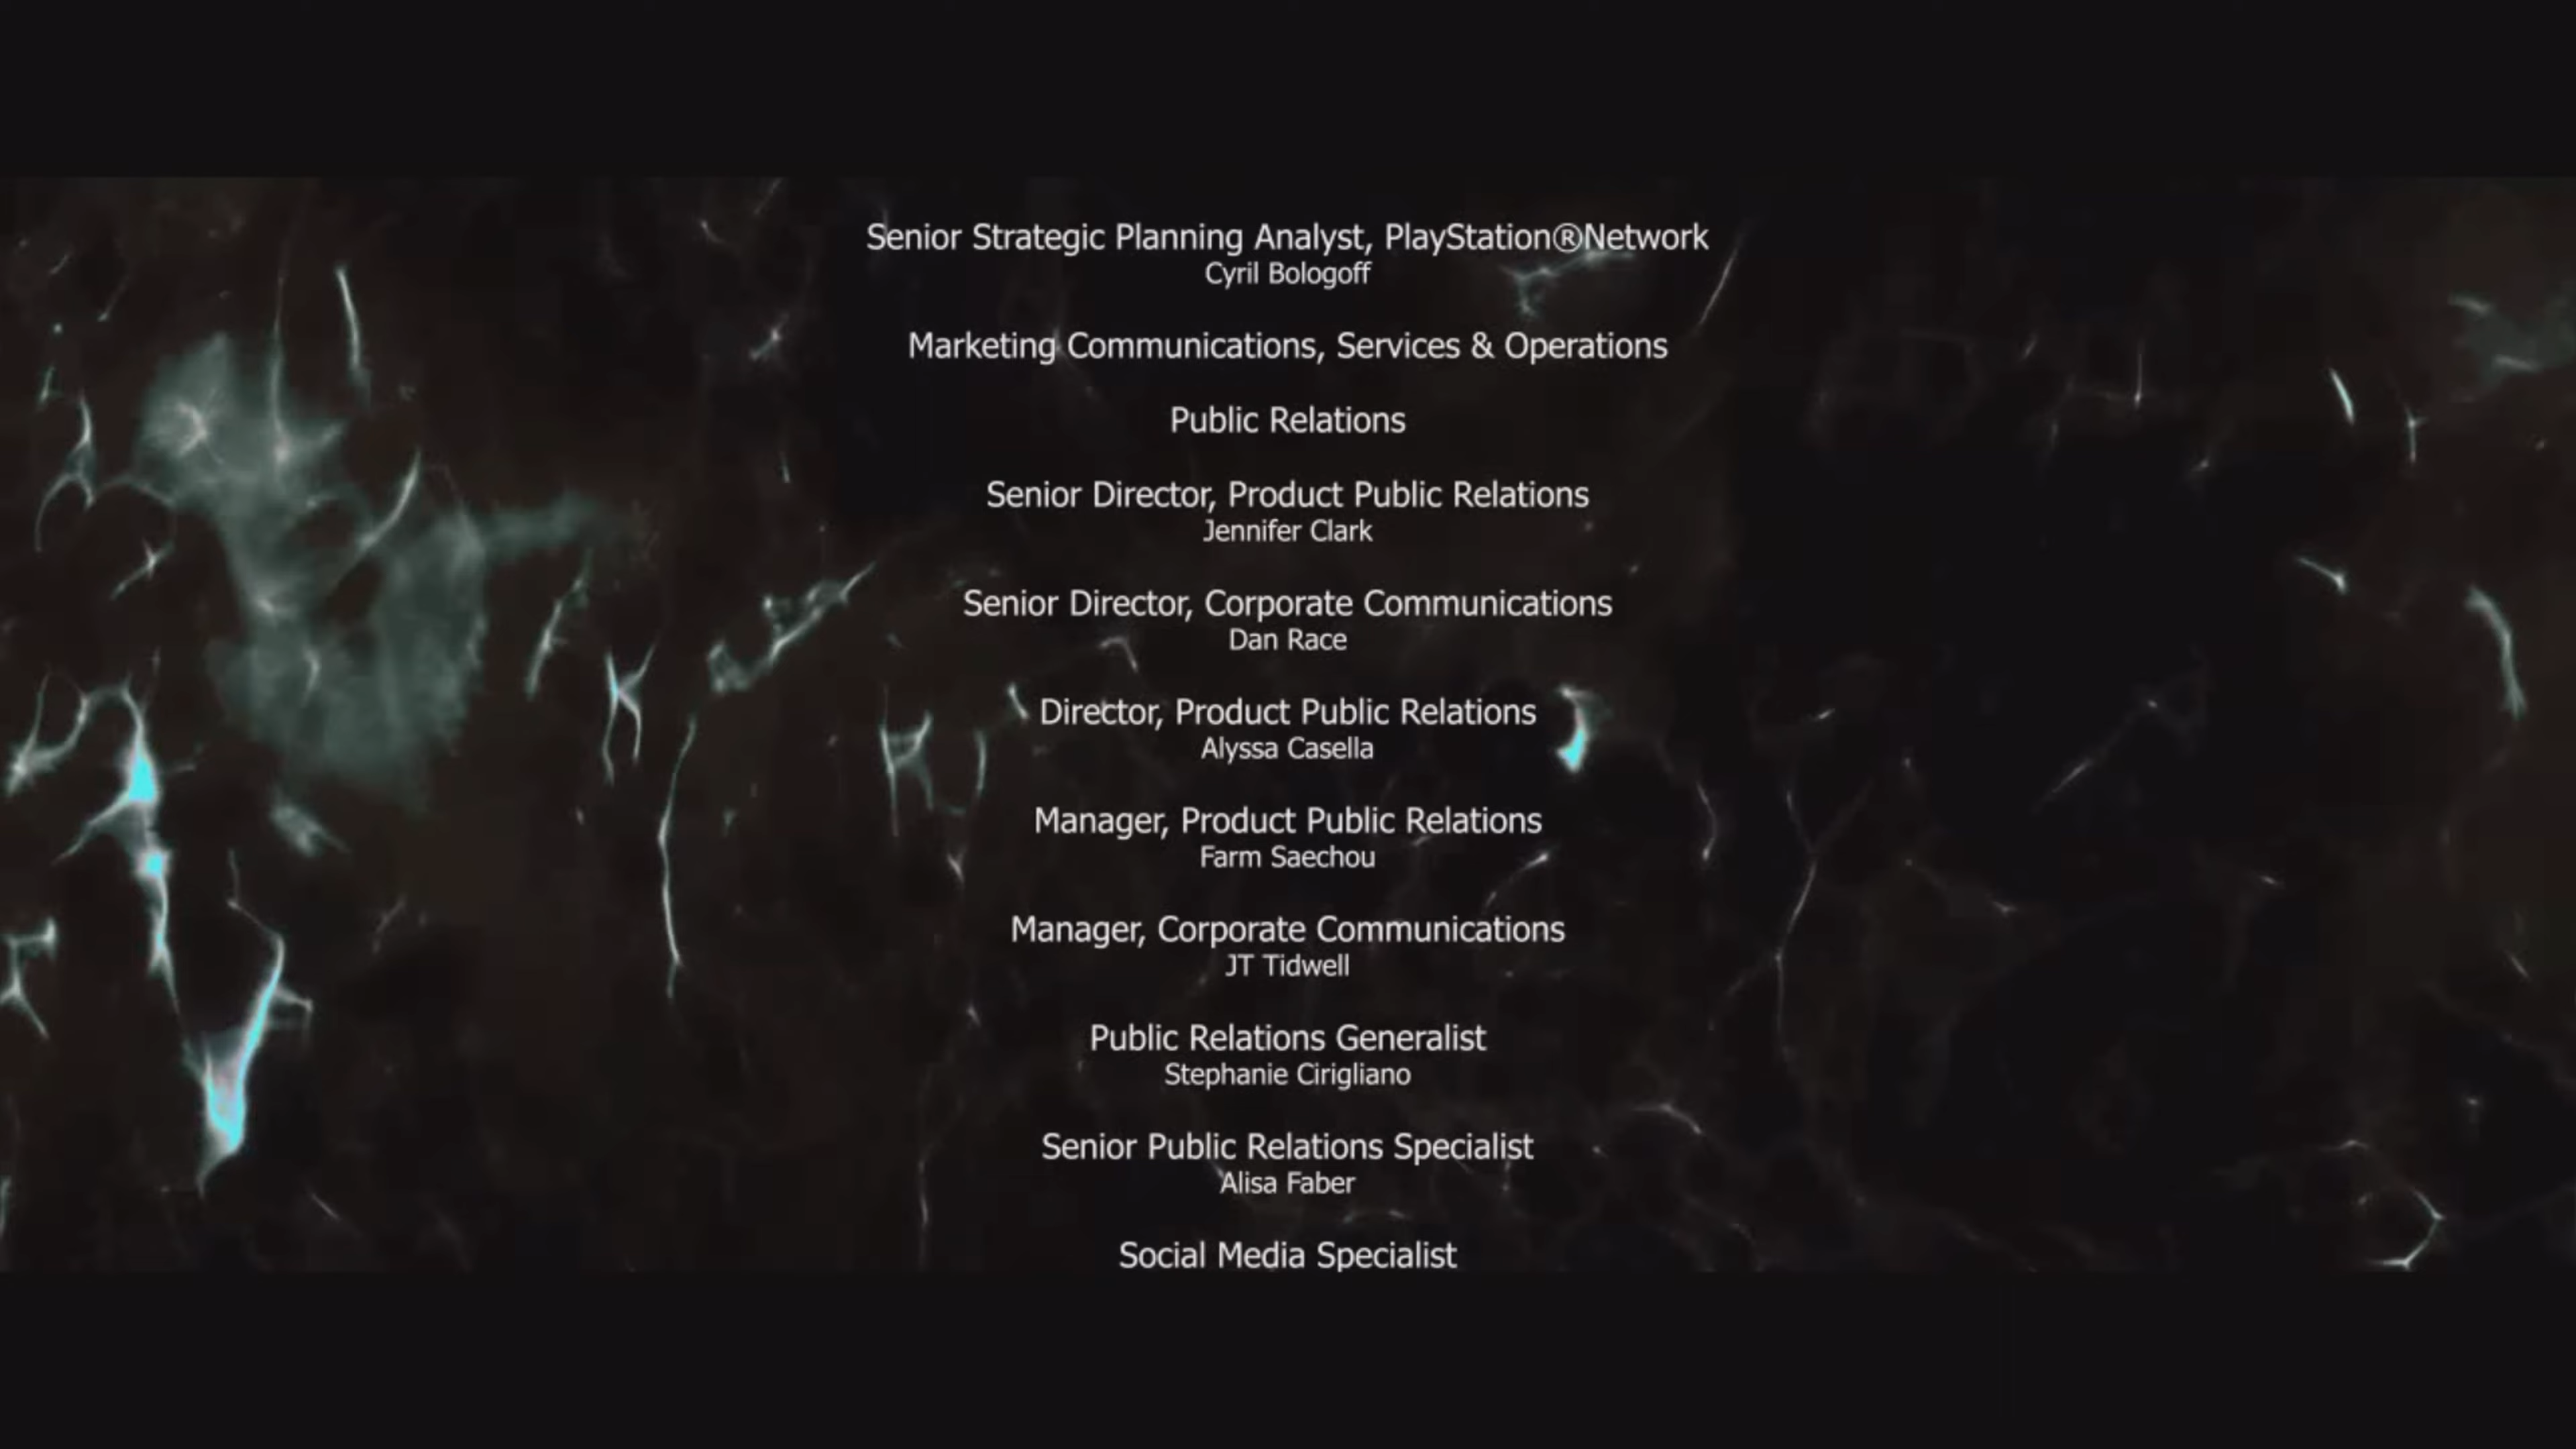 Senior Strategic Planning Analyst, PlayStation®Network
Cyril Bologoff
Marketing Communications, Services & Operations
Public Relations
Senior Director, Product Public Relations
Jennifer Clark
Senior Director, Corporate Communications
Dan Race
Director, Product Public Relations
Alyssa Casella
Manager, Product Public Relations
Farm Saechou
Manager, Corporate Communications
JT Tidwell
Public Relations Generalist
Stephanie Cirigliano
Senior Public Relations Specialist
Alisa Faber
Social Media Specialist